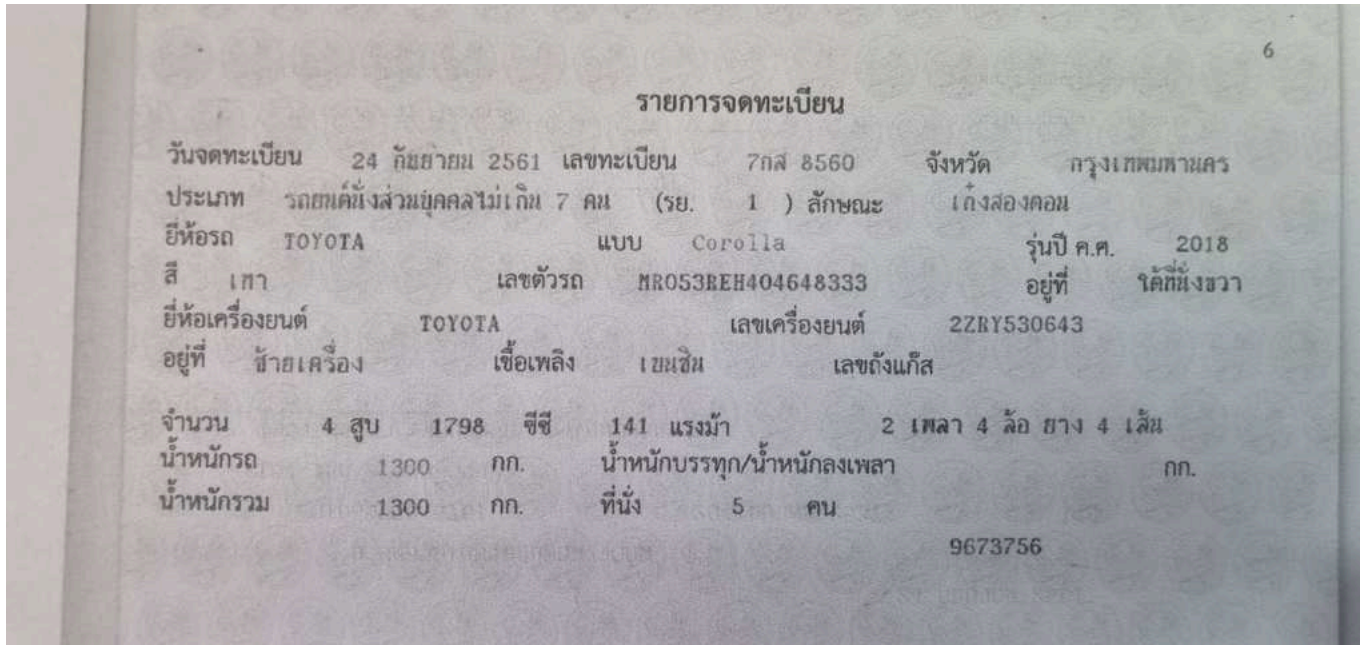 6
รายการจดทะเบียน
วันจดทะเบียน 24 กันยายน 2561 เลขทะเบียน 7กส 8560 จังหวัด กรุงเทพมหานคร
ประเภท รถยนต์นั่งส่วนบุคคลไม่เกิน 7 คน (รย. 1 ) ลักษณะ เก๋งสองตอน
ยี่ห้อรถ TOYOTA แบบ Corolla รุ่นปี ค.ศ. 2018
สี เทา เลขตัวรถ MR053REH404648333 อยู่ที่ ใต้ที่นั่งขวา
ยี่ห้อเครื่องยนต์ TOYOTA เลขเครื่องยนต์ 2ZRY530643
อยู่ที่ ซ้ายเครื่อง เชื้อเพลิง เบนซิน เลขถังแก๊ส
จำนวน 4 สูบ 1798 ซีซี 141 แรงม้า 2 เพลา 4 ล้อ ยาง 4 เส้น
น้ำหนักรถ 1300 กก. น้ำหนักบรรทุก/น้ำหนักลงเพลา กก.
น้ำหนักรวม 1300 กก. ที่นั่ง 5 คน
9673756